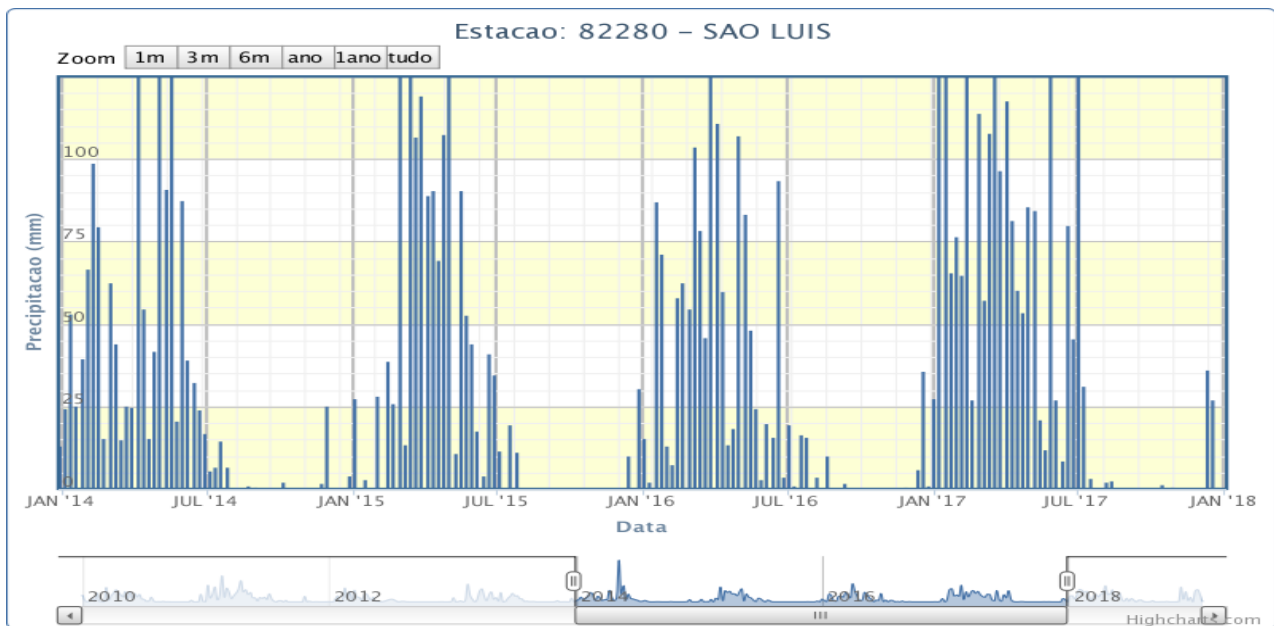 Estacao: 82280 – SAO LUIS
Zoom 1m 3m 6m ano 1ano tudo
Precipitacao (mm)
100
75
50
25
0
JAN '14 JUL '14 JAN '15 JUL '15 JAN '16 JUL '16 JAN '17 JUL '17 JAN '18
Data
2010 2012 2014 2016 2018
Highcharts.com